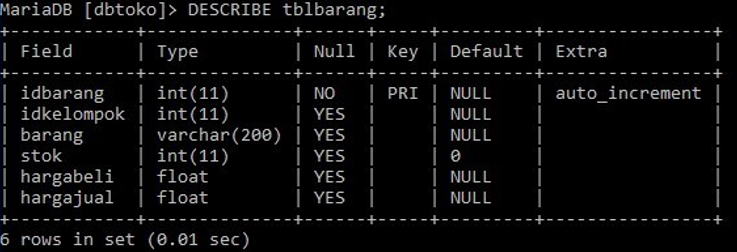 MariaDB [dbtoko]> DESCRIBE tblbarang;
+------------+--------------+------+-----+---------+----------------+
| Field      | Type         | Null | Key | Default | Extra          |
+------------+--------------+------+-----+---------+----------------+
| idbarang   | int(11)      | NO   | PRI | NULL    | auto_increment |
| idkelompok | int(11)      | YES  |     | NULL    |                |
| barang     | varchar(200) | YES  |     | NULL    |                |
| stok       | int(11)      | YES  |     | 0       |                |
| hargabeli  | float        | YES  |     | NULL    |                |
| hargajual  | float        | YES  |     | NULL    |                |
+------------+--------------+------+-----+---------+----------------+
6 rows in set (0.01 sec)